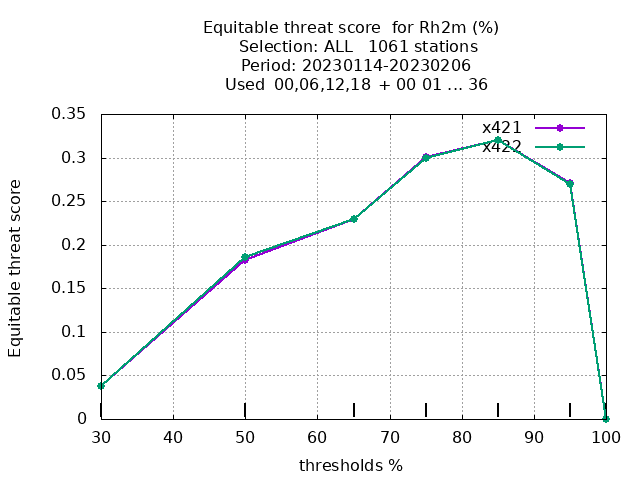 Equitable threat score  for Rh2m (%)
Selection: ALL   1061 stations
Period: 20230114-20230206
Used  00,06,12,18  + 00 01 ... 36
x421
x422
Equitable threat score
0.35
0.3
0.25
0.2
0.15
0.1
0.05
0
30 40 50 60 70 80 90 100
thresholds %